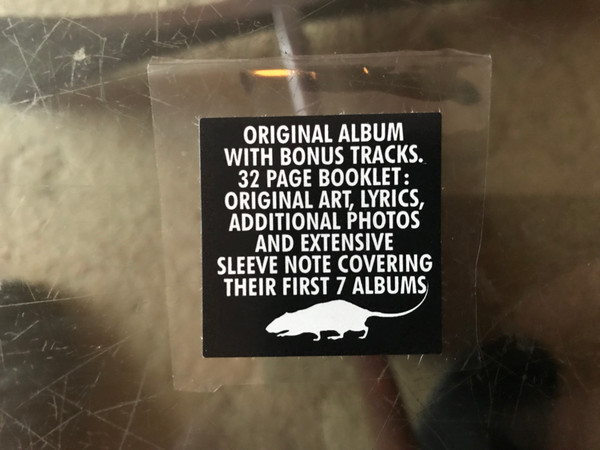 ORIGINAL ALBUM
WITH BONUS TRACKS.
32 PAGE BOOKLET:
ORIGINAL ART, LYRICS,
ADDITIONAL PHOTOS
AND EXTENSIVE
SLEEVE NOTE COVERING
THEIR FIRST 7 ALBUMS